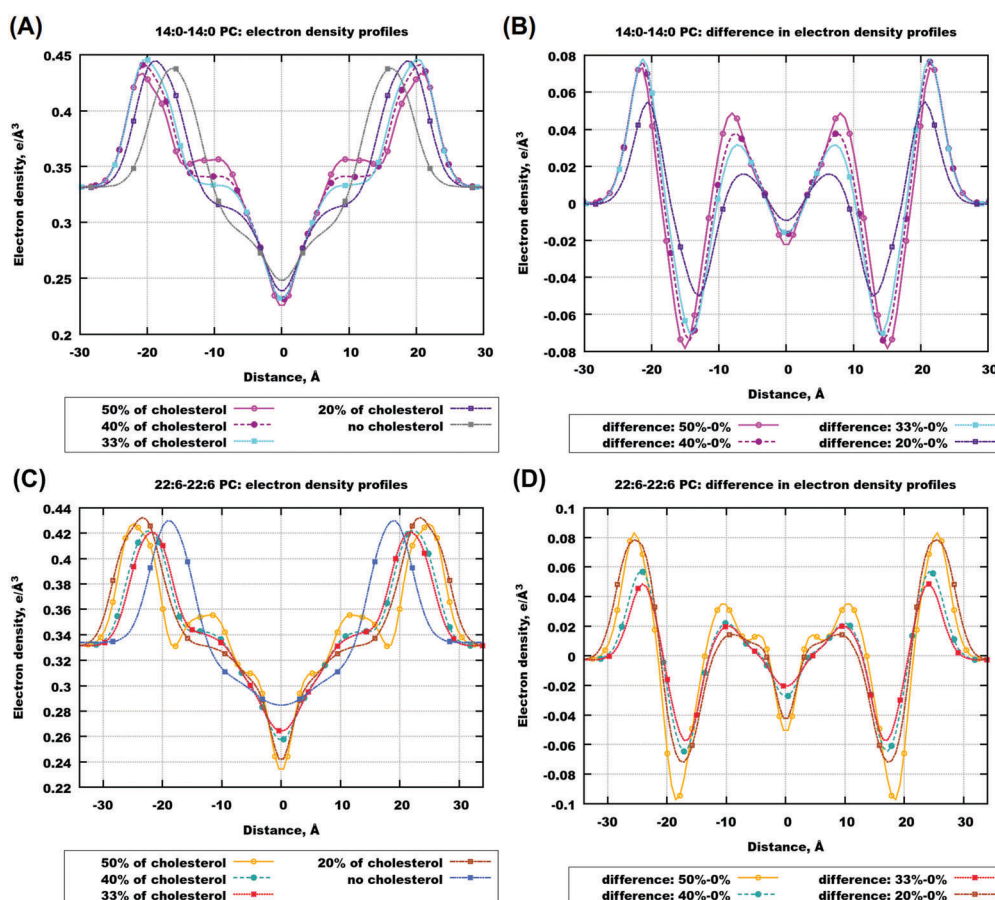 (A)
14:0-14:0 PC: electron density profiles
Electron density, e/Å³
0.45
0.4
0.35
0.3
0.25
0.2
-30 -20 -10 0 10 20 30
Distance, Å
50% of cholesterol
40% of cholesterol
33% of cholesterol
20% of cholesterol
no cholesterol
(B)
14:0-14:0 PC: difference in electron density profiles
Electron density, e/Å³
0.08
0.06
0.04
0.02
0
-0.02
-0.04
-0.06
-0.08
-30 -20 -10 0 10 20 30
Distance, Å
difference: 50%-0%
difference: 40%-0%
difference: 33%-0%
difference: 20%-0%
(C)
22:6-22:6 PC: electron density profiles
Electron density, e/Å³
0.44
0.42
0.4
0.38
0.36
0.34
0.32
0.3
0.28
0.26
0.24
0.22
-30 -20 -10 0 10 20 30
Distance, Å
50% of cholesterol
40% of cholesterol
33% of cholesterol
20% of cholesterol
no cholesterol
(D)
22:6-22:6 PC: difference in electron density profiles
Electron density, e/Å³
0.1
0.08
0.06
0.04
0.02
0
-0.02
-0.04
-0.06
-0.08
-0.1
-30 -20 -10 0 10 20 30
Distance, Å
difference: 50%-0%
difference: 40%-0%
difference: 33%-0%
difference: 20%-0%